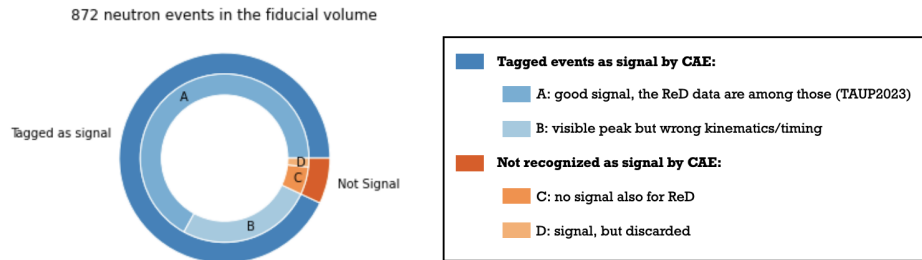 872 neutron events in the fiducial volume
A
Tagged as signal
D
C
Not Signal
B
Tagged events as signal by CAE:
A: good signal, the ReD data are among those (TAUP2023)
B: visible peak but wrong kinematics/timing
Not recognized as signal by CAE:
C: no signal also for ReD
D: signal, but discarded